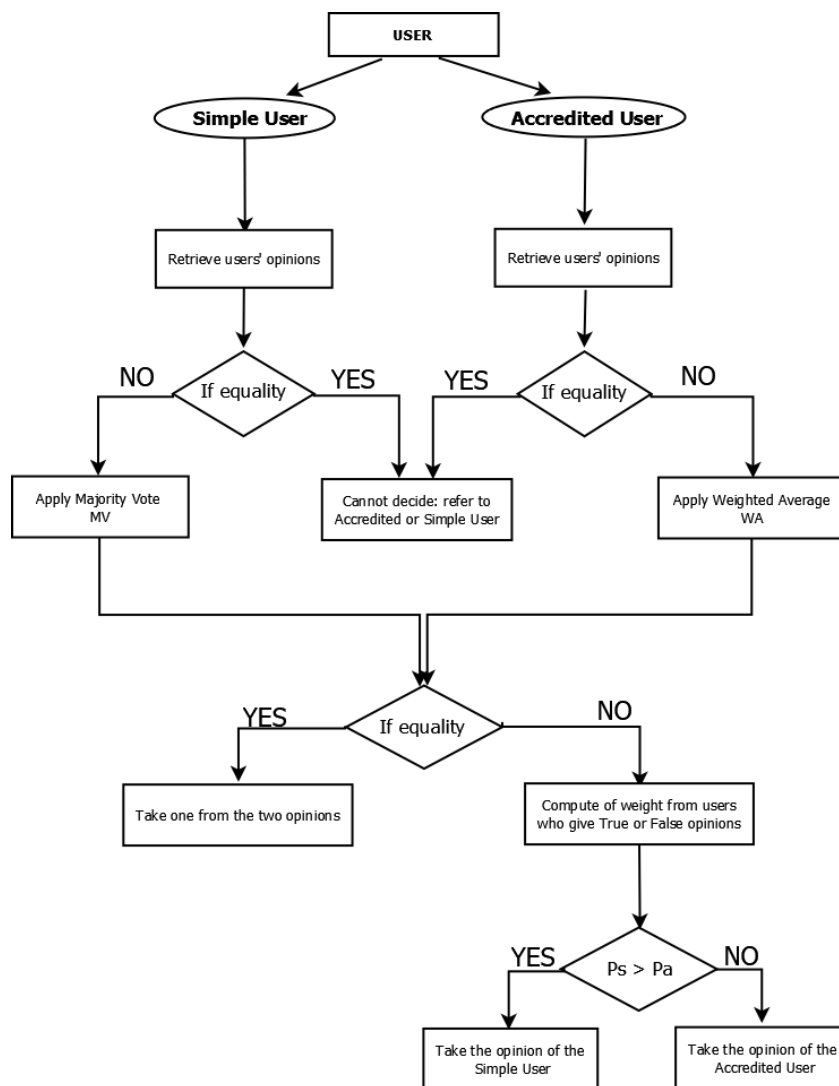 USER
Simple User
Accredited User
Retrieve users' opinions
Retrieve users' opinions
NO
If equality
YES
YES
If equality
NO
Apply Majority Vote
MV
Cannot decide: refer to
Accredited or Simple User
Apply Weighted Average
WA
YES
If equality
NO
Take one from the two opinions
Compute of weight from users
who give True or False opinions
YES
Ps > Pa
NO
Take the opinion of the
Simple User
Take the opinion of the
Accredited User